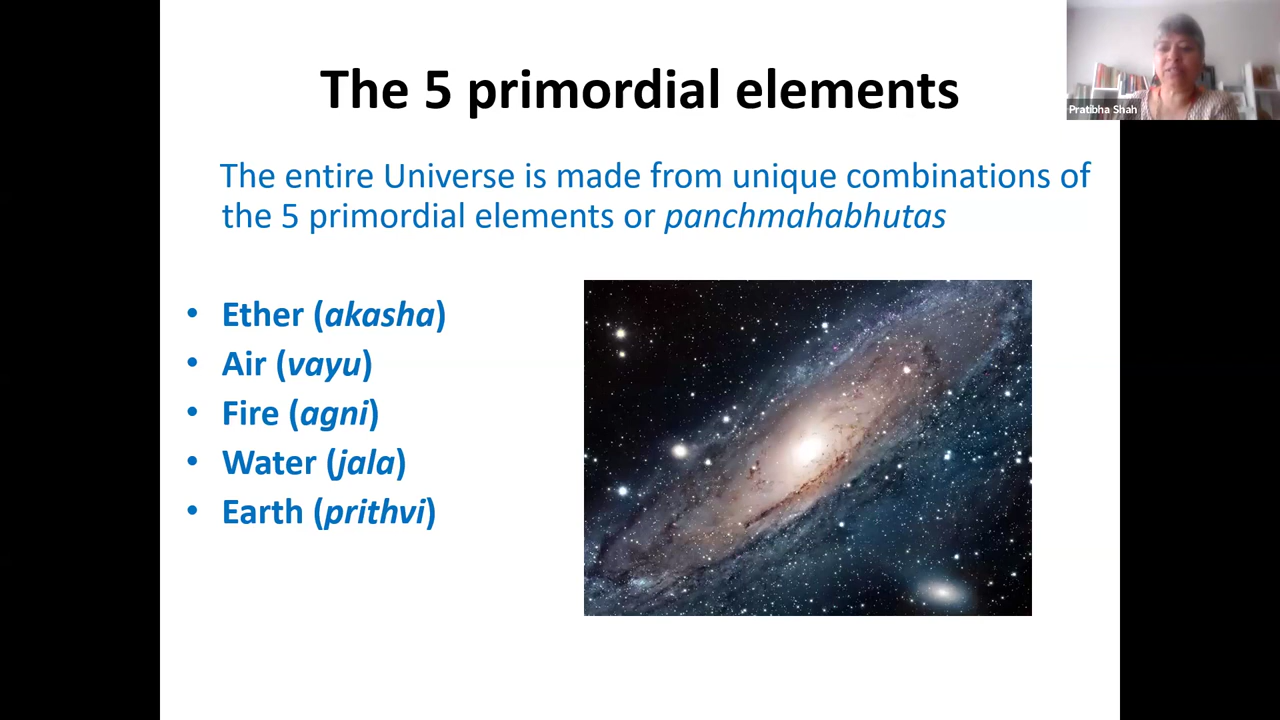 The 5 primordial elements
Pratibha Shah
The entire Universe is made from unique combinations of
the 5 primordial elements or panchmahabhutas
• Ether (akasha)
• Air (vayu)
• Fire (agni)
• Water (jala)
• Earth (prithvi)